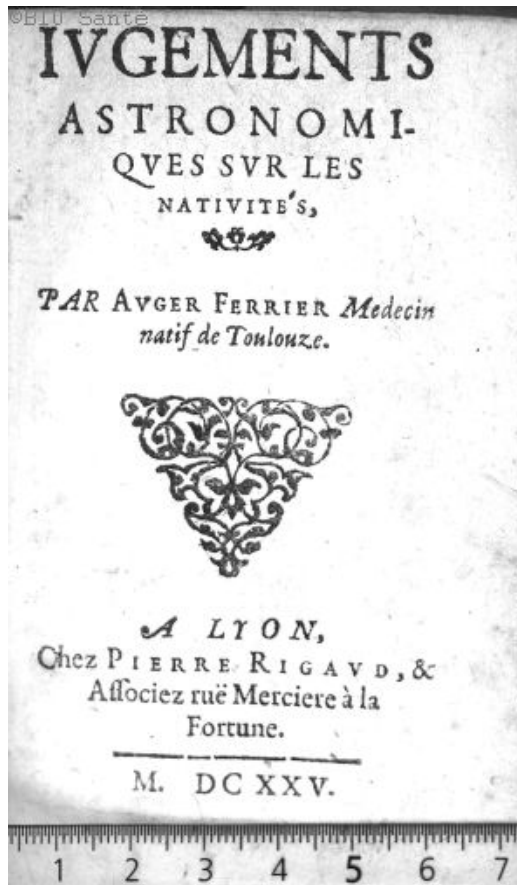 ©BIU Santé
IVGEMENTS
ASTRONOMI-
QVES SVR LES
NATIVITE'S,
PAR AVGER FERRIER Medecin
natif de Toulouze.
A LYON,
Chez PIERRE RIGAVD, &
Aſſociez ruë Merciere à la
Fortune.
M. DC XXV.
1 2 3 4 5 6 7